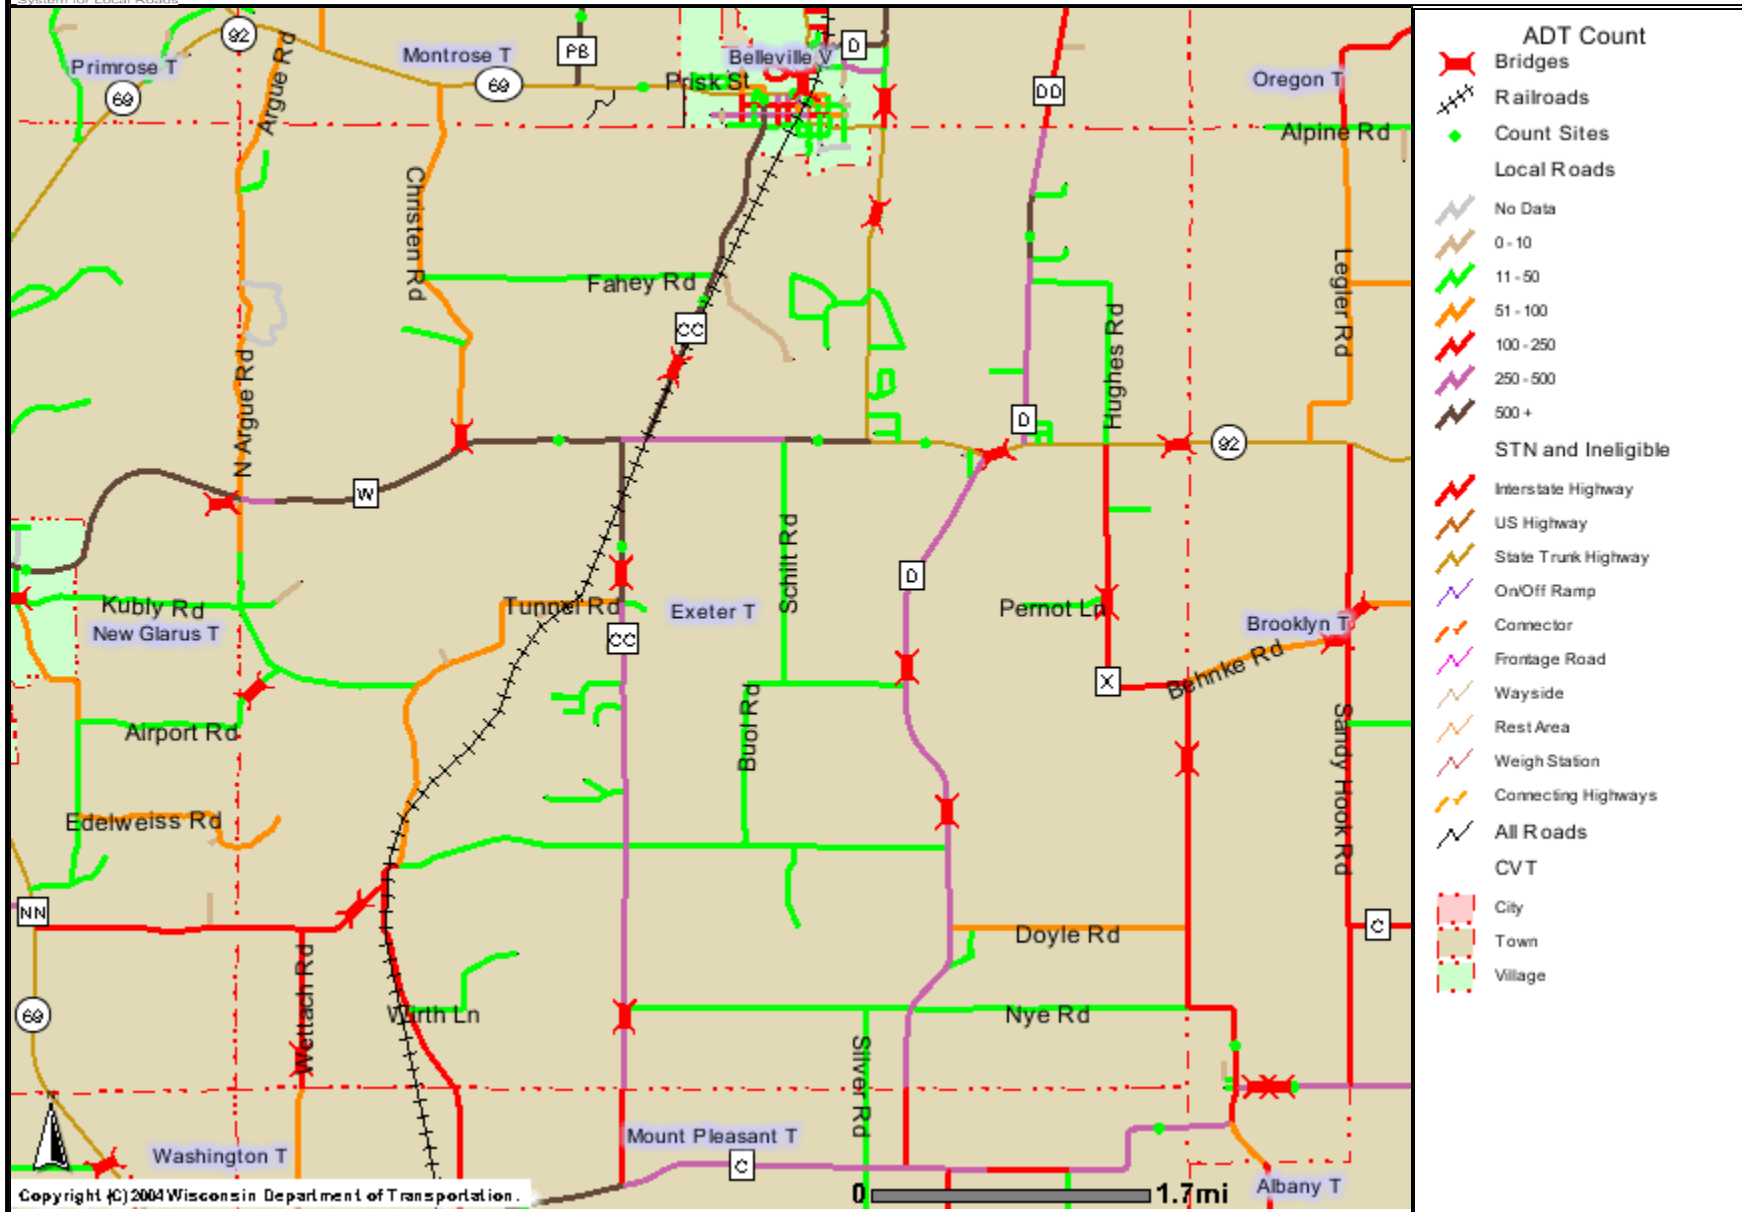 System for Local Roads
92
Argue Rd
Montrose T
PB
Belleville V
D
Primrose T
69
69
Prisk St
DD
Oregon T
Alpine Rd
Christen Rd
Fahey Rd
CC
Legler Rd
Hughes Rd
N Argue Rd
D
92
W
Schilt Rd
D
Kubly Rd
New Glarus T
Tunnel Rd
Exeter T
CC
Pernot Ln
Brooklyn T
Behnke Rd
X
Airport Rd
Buol Rd
Sandy Hook Rd
Edelweiss Rd
NN
C
Doyle Rd
Wettach Rd
69
Wirth Ln
Nye Rd
Silver Rd
Washington T
Mount Pleasant T
C
Albany T
Copyright (C) 2004 Wisconsin Department of Transportation.
0 1.7mi
ADT Count
Bridges
Railroads
Count Sites
Local Roads
No Data
0 - 10
11 - 50
51 - 100
100 - 250
250 - 500
500 +
STN and Ineligible
Interstate Highway
US Highway
State Trunk Highway
On/Off Ramp
Connector
Frontage Road
Wayside
Rest Area
Weigh Station
Connecting Highways
All Roads
CVT
City
Town
Village